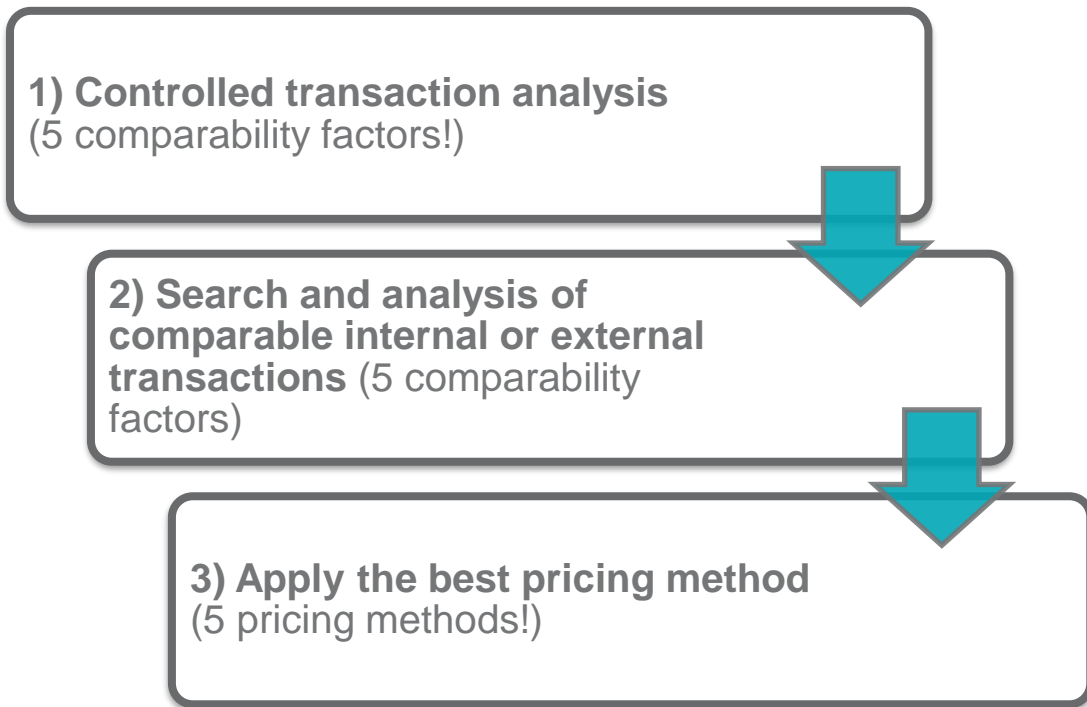 1) Controlled transaction analysis
(5 comparability factors!)
2) Search and analysis of
comparable internal or external
transactions (5 comparability
factors)
3) Apply the best pricing method
(5 pricing methods!)